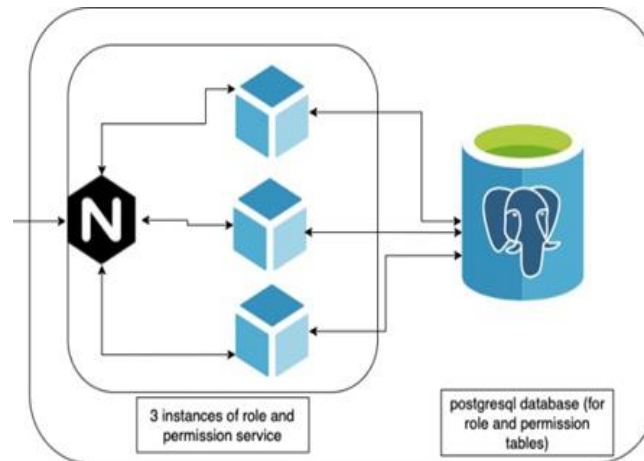 N
3 instances of role and
permission service
postgresql database (for
role and permission
tables)